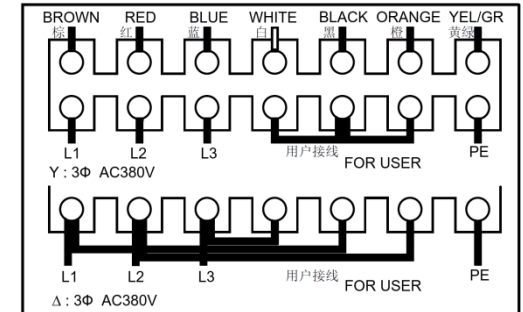 BROWN RED BLUE WHITE BLACK ORANGE YEL/GR
棕 红 蓝 白 黑 橙 黄绿
L1 L2 L3 用户接线 FOR USER PE
Y : 3Φ AC380V
L1 L2 L3 用户接线 FOR USER PE
Δ : 3Φ AC380V